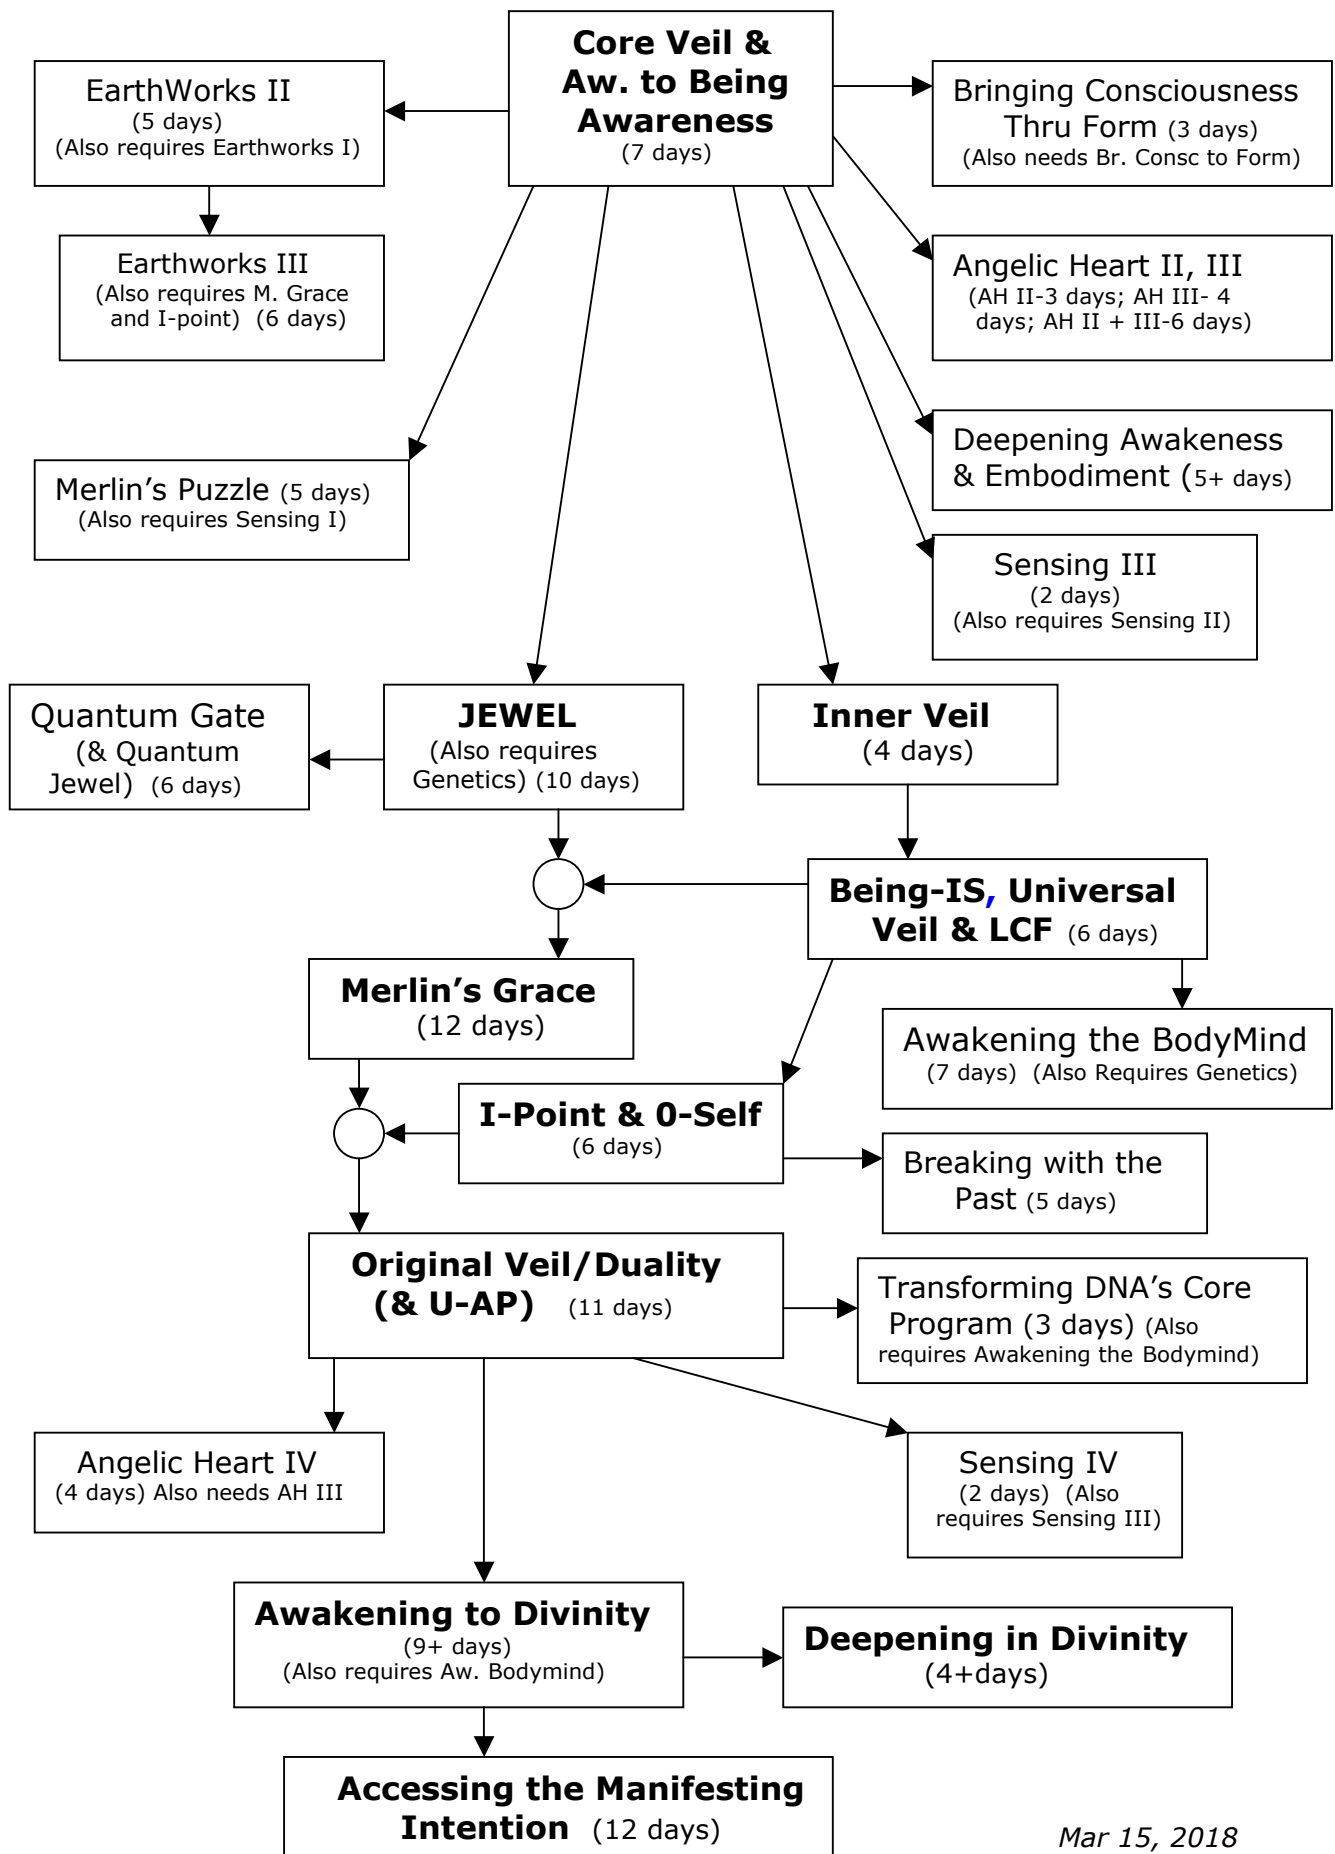 Core Veil &
Aw. to Being
Awareness
(7 days)
EarthWorks II
(5 days)
(Also requires Earthworks I)
Bringing Consciousness
Thru Form (3 days)
(Also needs Br. Consc to Form)
Earthworks III
(Also requires M. Grace
and I-point) (6 days)
Angelic Heart II, III
(AH II-3 days; AH III- 4
days; AH II + III-6 days)
Deepening Awakeness
& Embodiment (5+ days)
Merlin’s Puzzle (5 days)
(Also requires Sensing I)
Sensing III
(2 days)
(Also requires Sensing II)
Quantum Gate
(& Quantum
Jewel) (6 days)
JEWEL
(Also requires
Genetics) (10 days)
Inner Veil
(4 days)
Being-IS, Universal
Veil & LCF (6 days)
Merlin’s Grace
(12 days)
Awakening the BodyMind
(7 days) (Also Requires Genetics)
I-Point & 0-Self
(6 days)
Breaking with the
Past (5 days)
Original Veil/Duality
(& U-AP) (11 days)
Transforming DNA’s Core
Program (3 days) (Also
requires Awakening the Bodymind)
Angelic Heart IV
(4 days) Also needs AH III
Sensing IV
(2 days) (Also
requires Sensing III)
Awakening to Divinity
(9+ days)
(Also requires Aw. Bodymind)
Deepening in Divinity
(4+days)
Accessing the Manifesting
Intention (12 days)
Mar 15, 2018